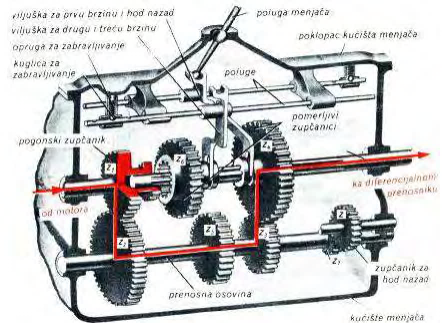 viljuška za prvu brzinu i hod nazad
viljuška za drugu i treću brzinu
opruga za zabravljivanje
kuglica za
zabravljivanje
poluga menjača
poklopac kućišta menjača
poluge
pomerljivi
zupčanici
pogonski zupčanik
od motora
ka diferencijalnom
prenosniku
prenosna osovina
zupčanik za
hod nazad
kućište menjača